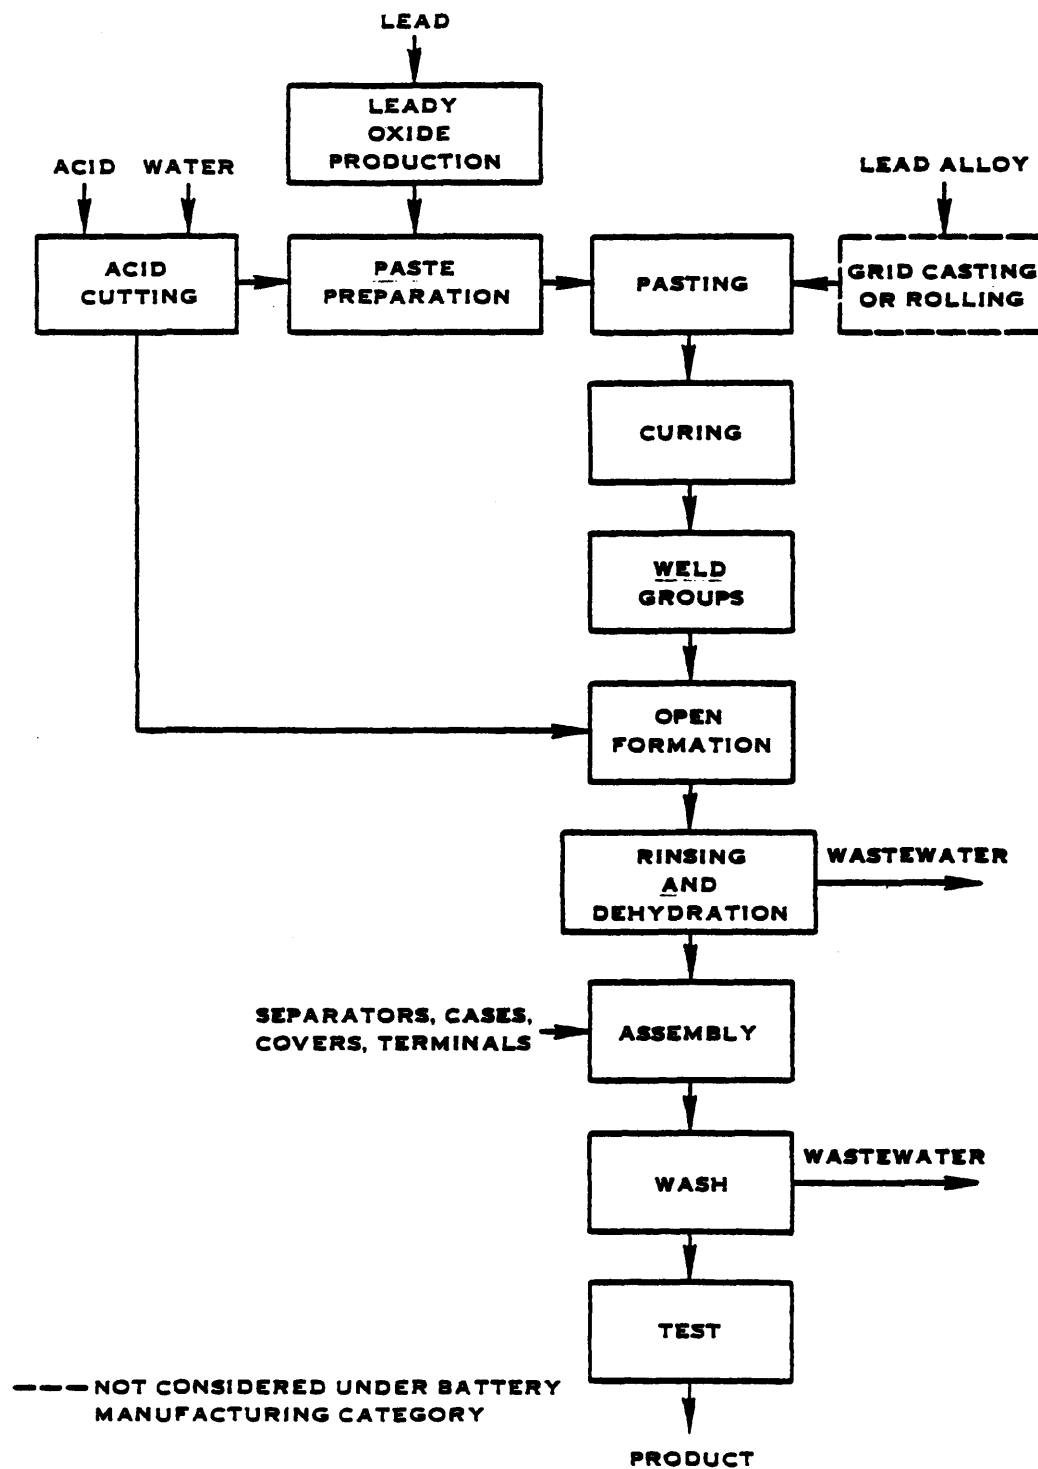 LEAD
LEADY
OXIDE
PRODUCTION
ACID
WATER
LEAD ALLOY
ACID
CUTTING
PASTE
PREPARATION
PASTING
GRID CASTING
OR ROLLING
CURING
WELD
GROUPS
OPEN
FORMATION
RINSING
AND
DEHYDRATION
WASTEWATER
SEPARATORS, CASES,
COVERS, TERMINALS
ASSEMBLY
WASH
WASTEWATER
TEST
--- NOT CONSIDERED UNDER BATTERY
MANUFACTURING CATEGORY
PRODUCT